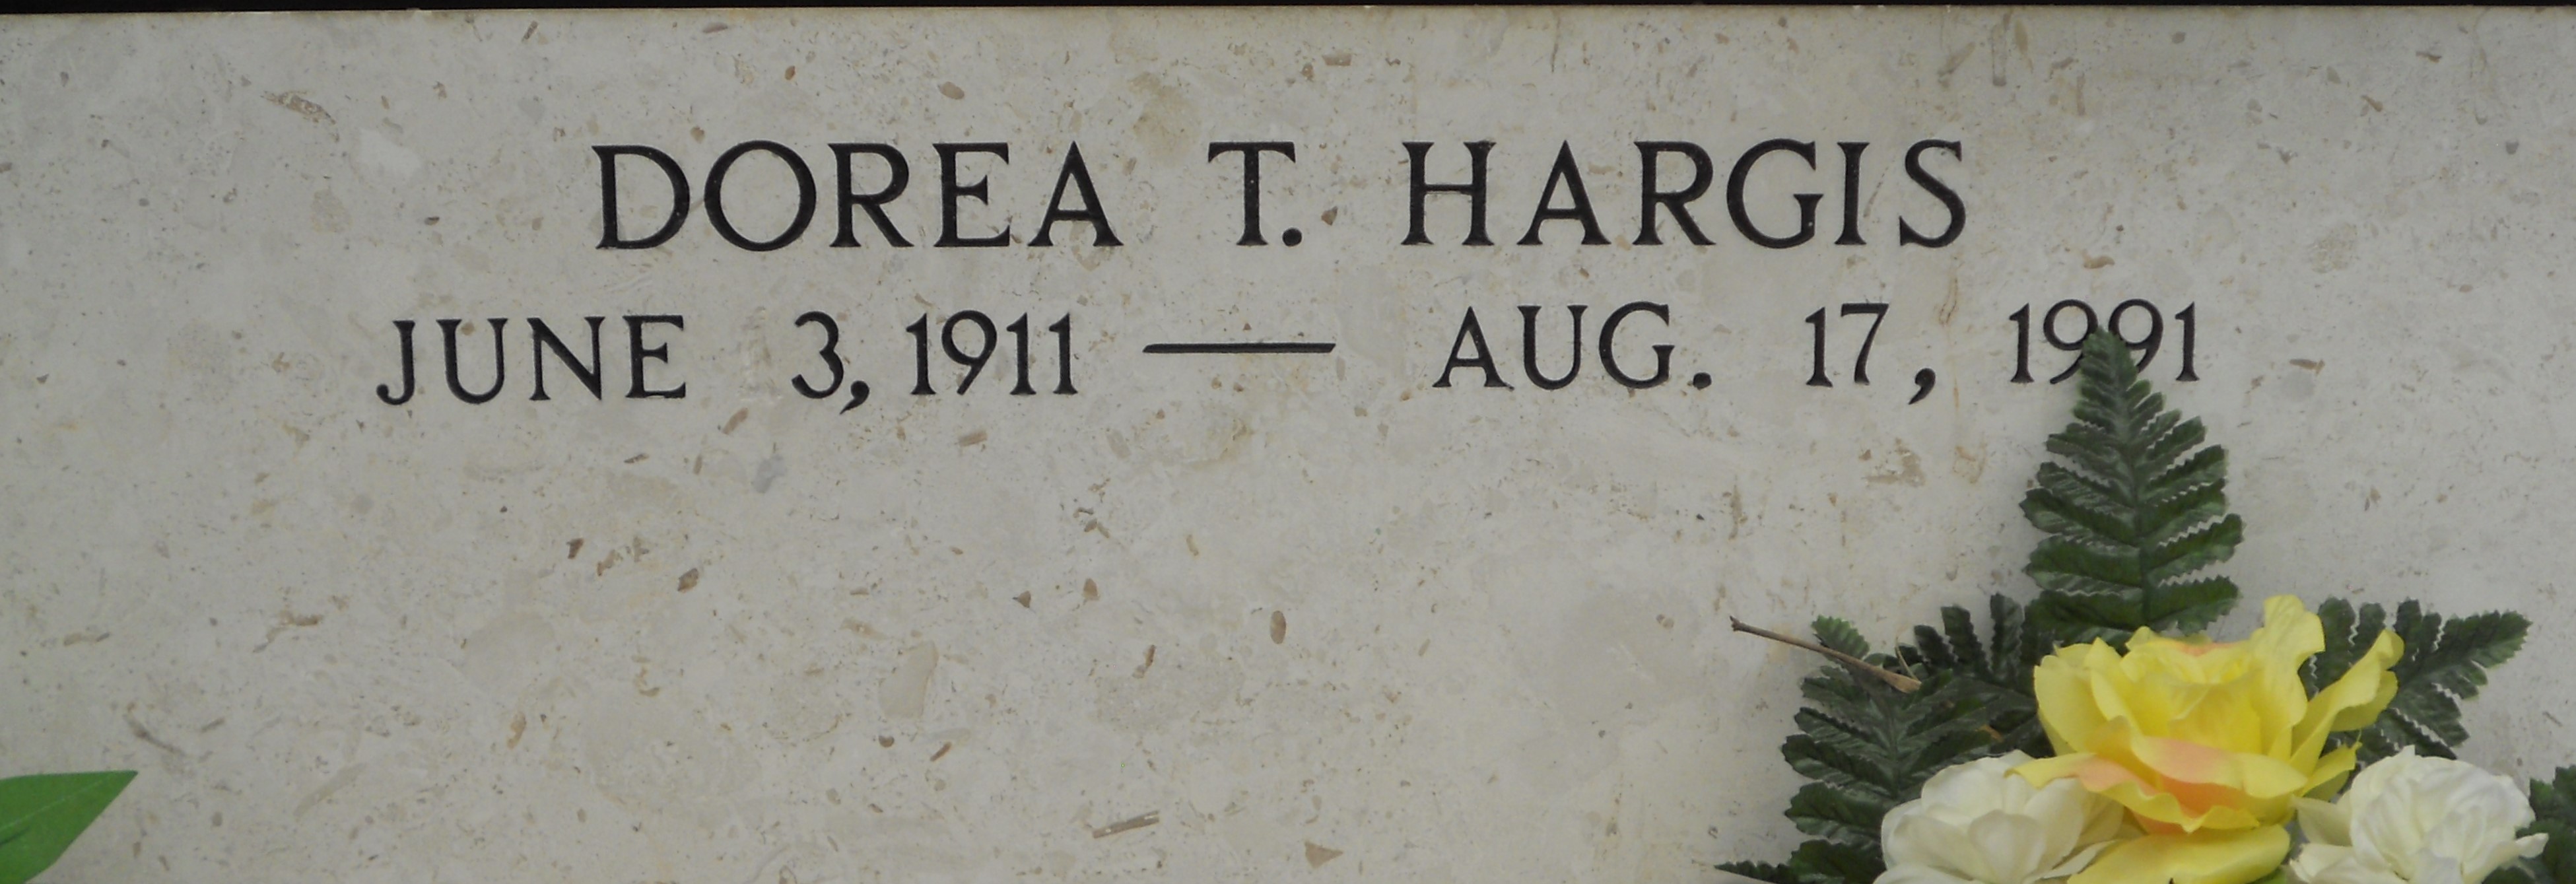 DOREA T. HARGIS
JUNE 3, 1911 — AUG. 17, 1991